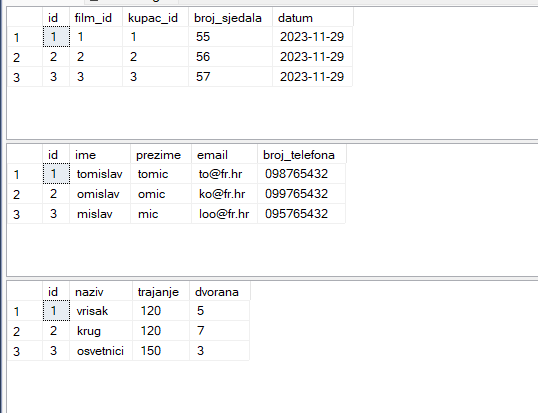 id film_id kupac_id broj_sjedala datum
1 1 1 1 55 2023-11-29
2 2 2 2 56 2023-11-29
3 3 3 3 57 2023-11-29
id ime prezime email broj_telefona
1 1 tomislav tomic to@fr.hr 098765432
2 2 omislav omic ko@fr.hr 099765432
3 3 mislav mic loo@fr.hr 095765432
id naziv trajanje dvorana
1 1 vrisak 120 5
2 2 krug 120 7
3 3 osvetnici 150 3